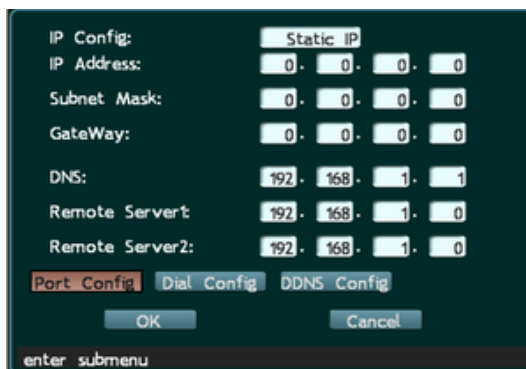 IP Config: Static IP
IP Address: 0. 0. 0. 0
Subnet Mask: 0. 0. 0. 0
GateWay: 0. 0. 0. 0
DNS: 192. 168. 1. 1
Remote Server1: 192. 168. 1. 0
Remote Server2: 192. 168. 1. 0
Port Config Dial Config DDNS Config
OK Cancel
enter submenu